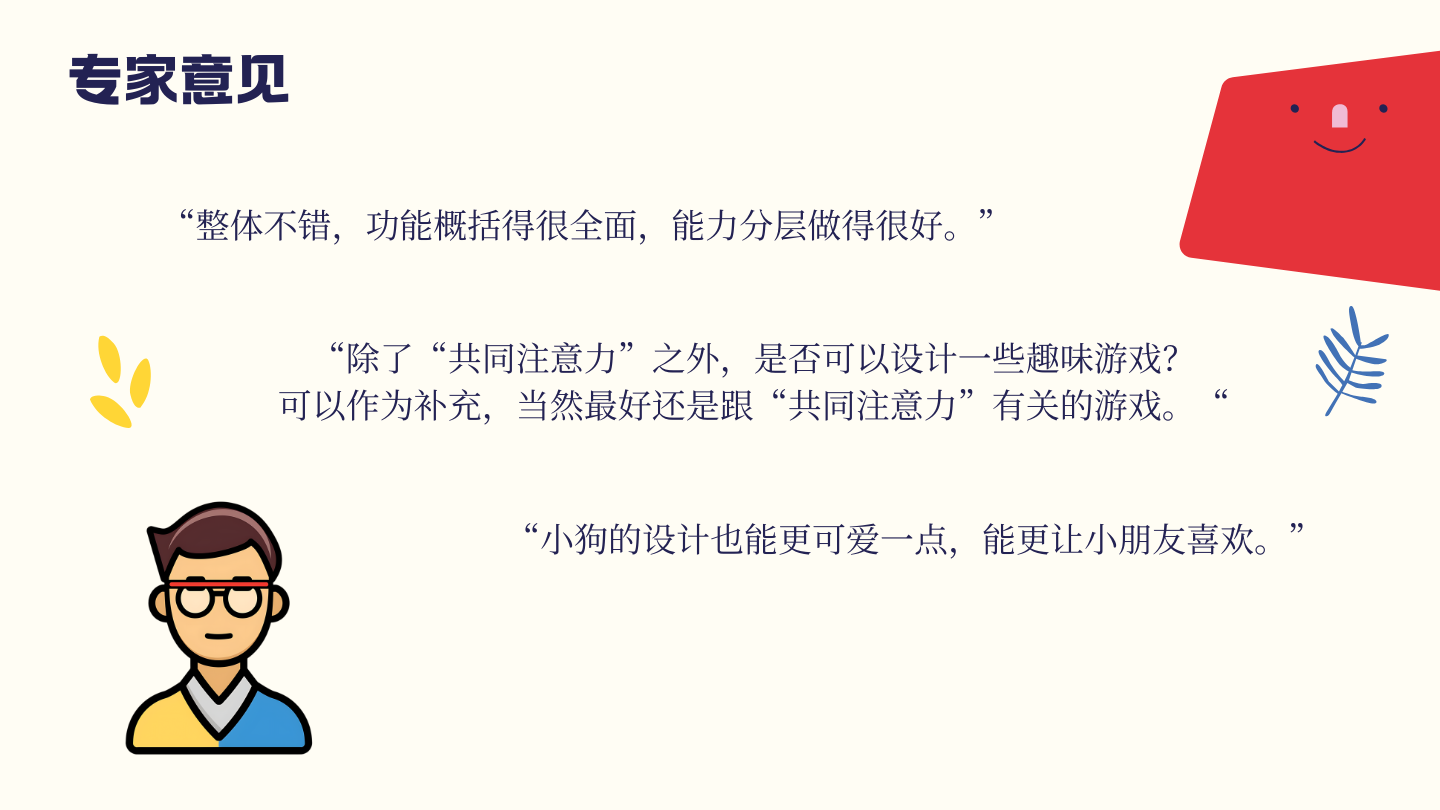 专家意见
“整体不错，功能概括得很全面，能力分层做得很好。”
“除了“共同注意力”之外，是否可以设计一些趣味游戏？
可以作为补充，当然最好还是跟“共同注意力”有关的游戏。 “
“小狗的设计也能更可爱一点，能更让小朋友喜欢。”